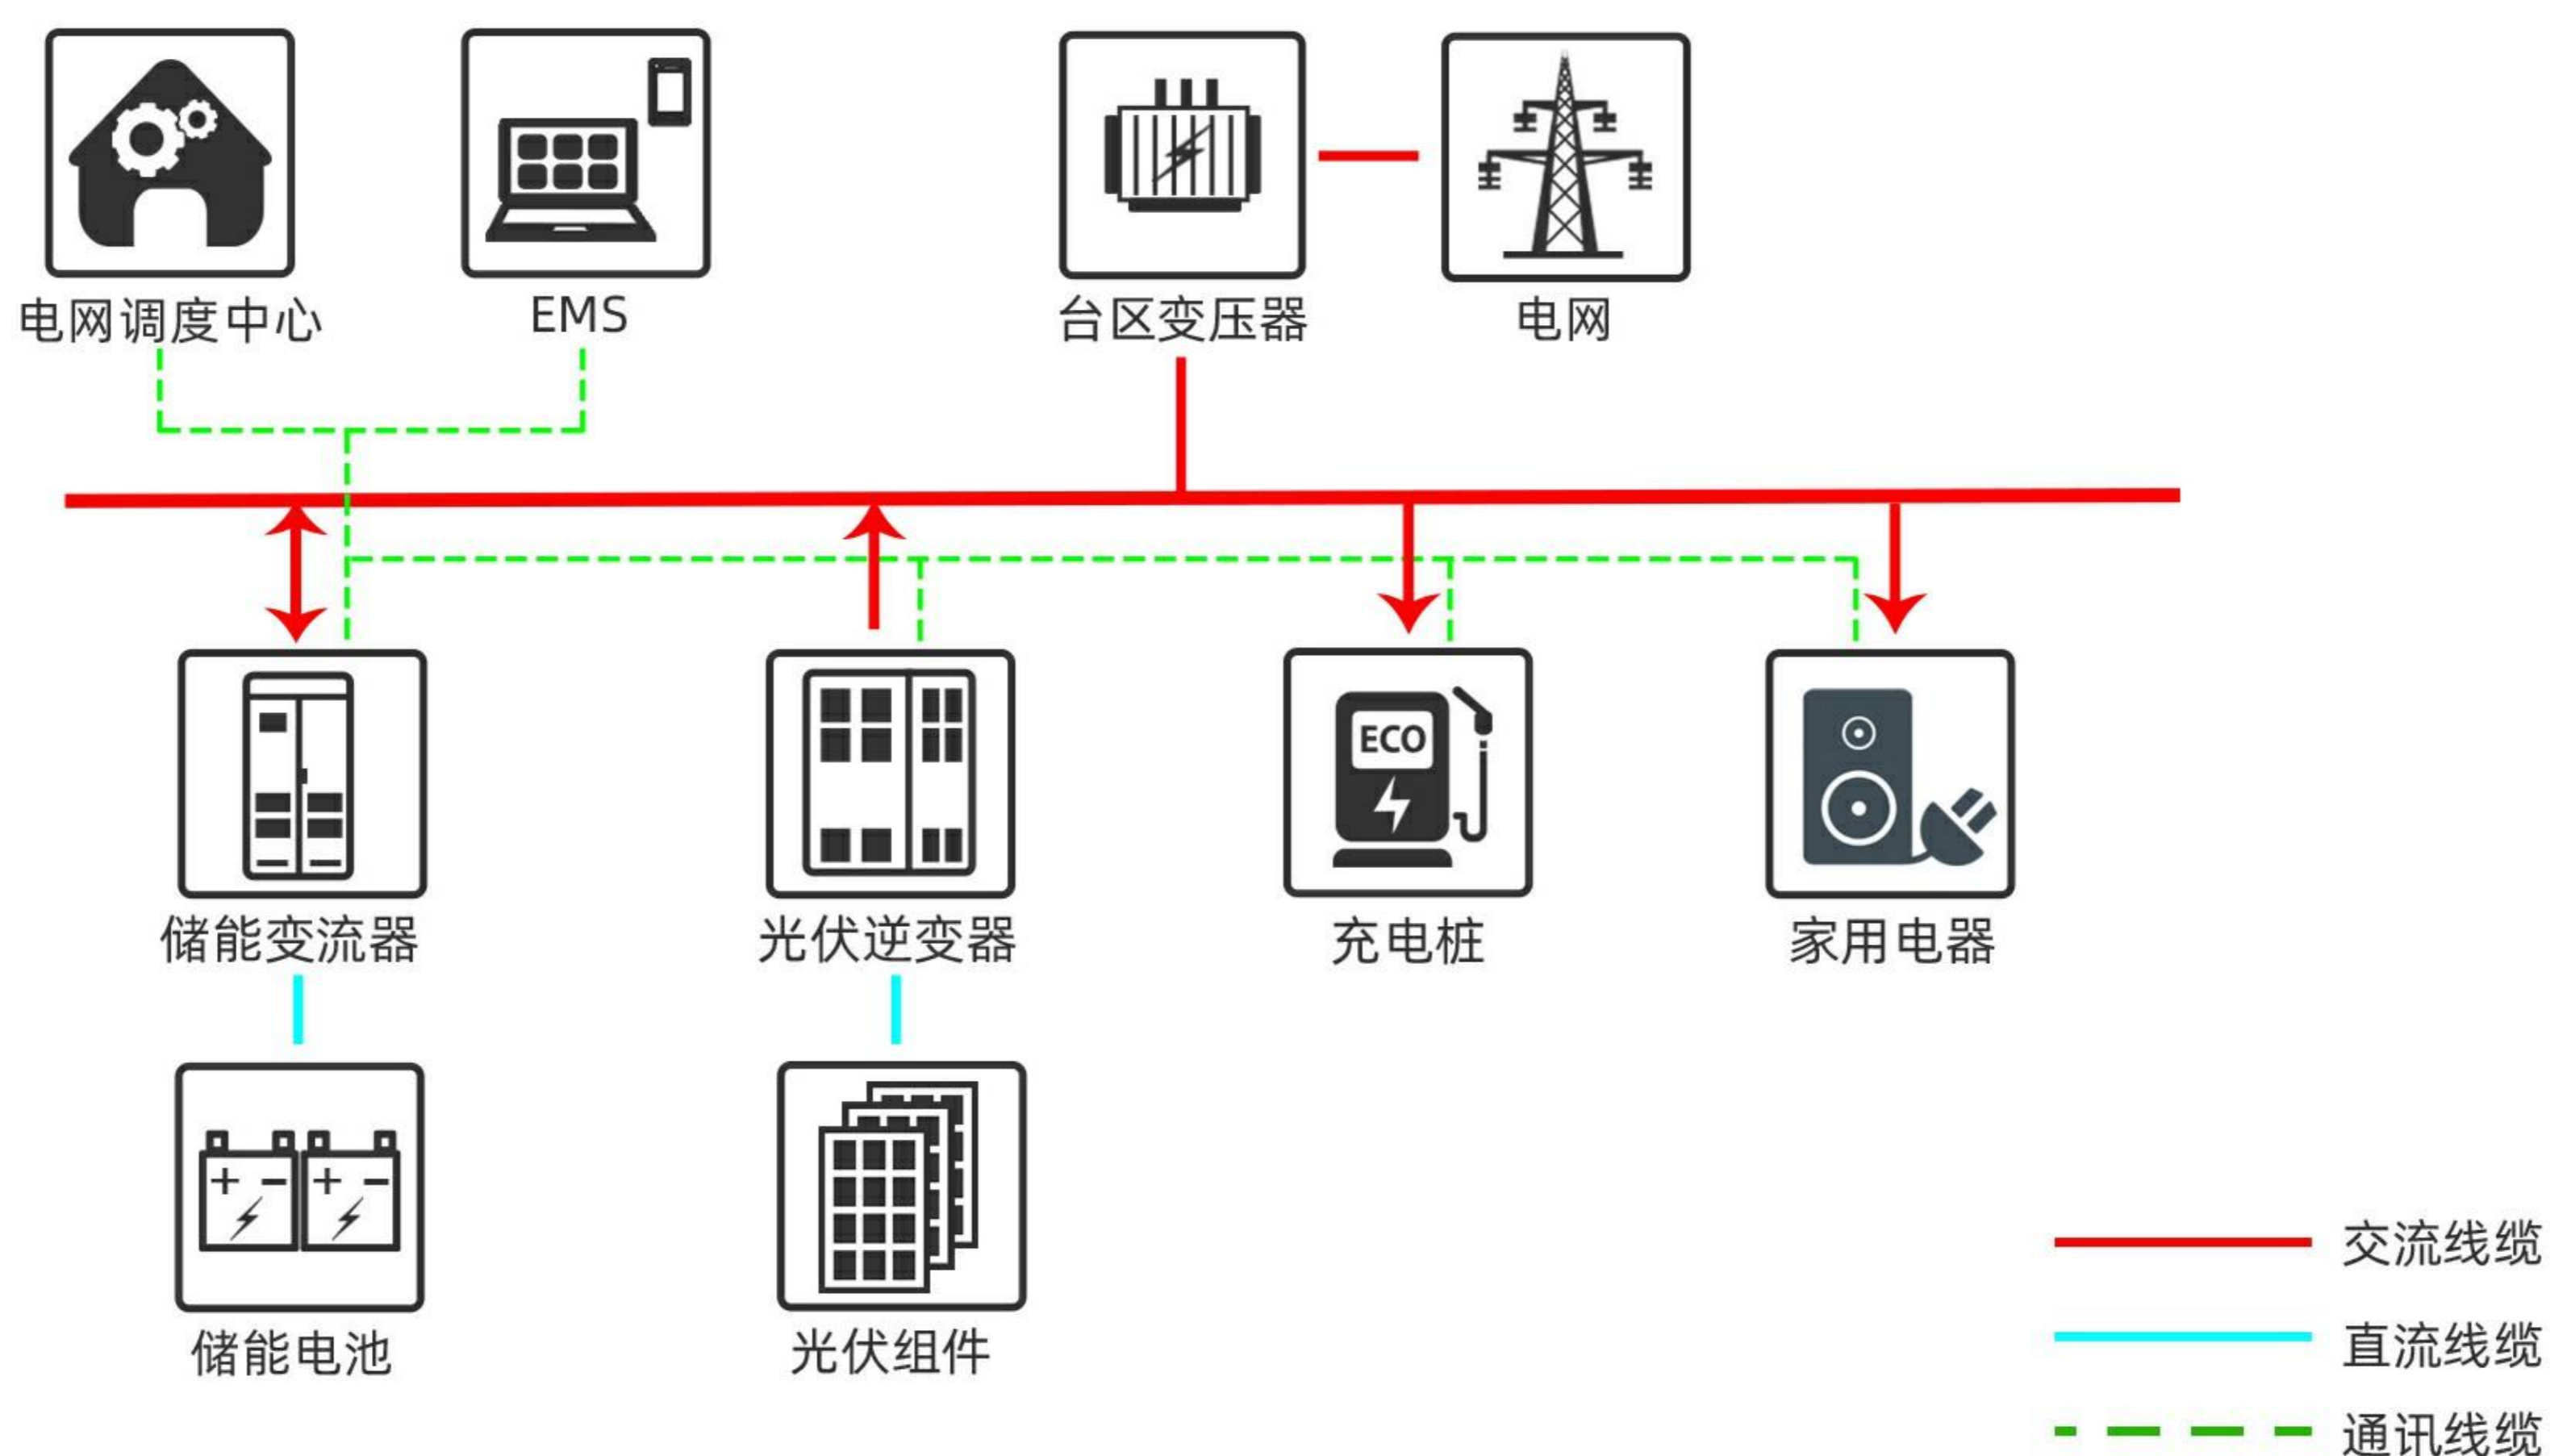 电网调度中心
EMS
台区变压器
电网
ECO
储能变流器
光伏逆变器
充电桩
家用电器
储能电池
光伏组件
交流线缆
直流线缆
通讯线缆